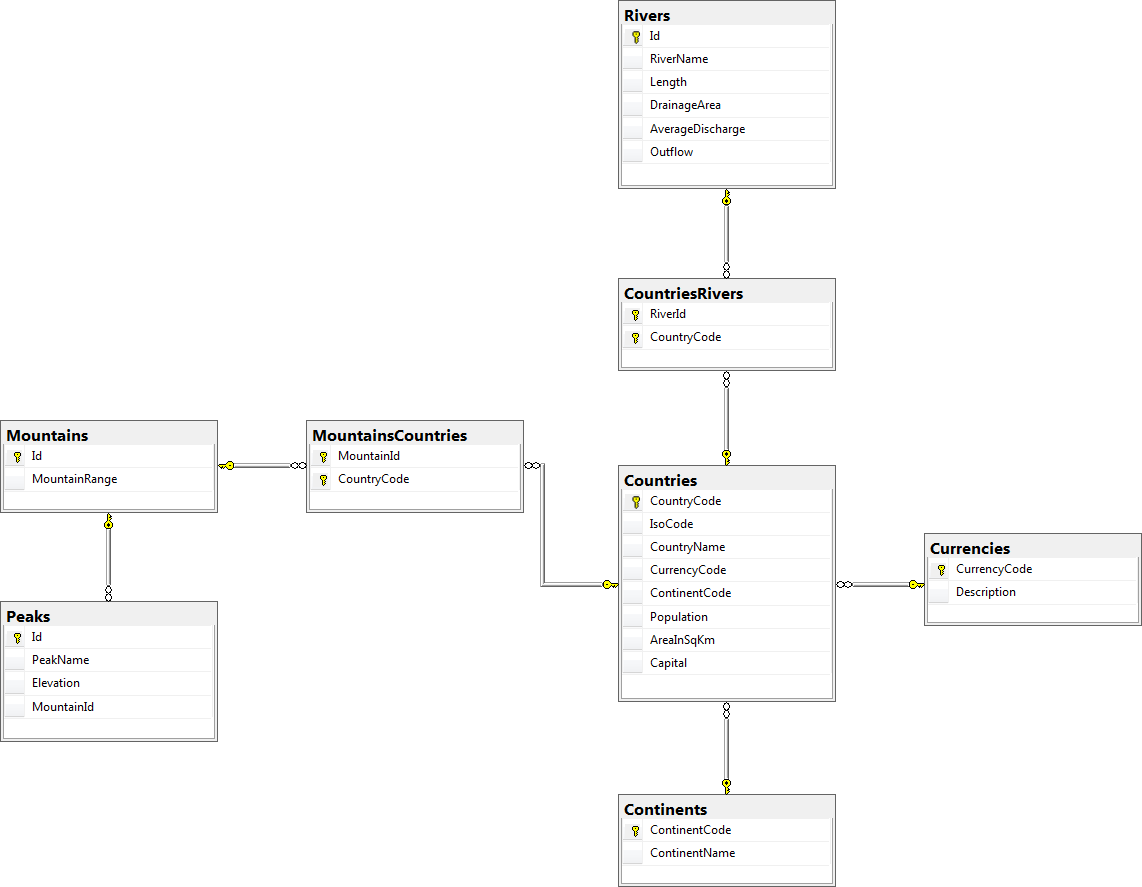 Rivers
Id
RiverName
Length
DrainageArea
AverageDischarge
Outflow
CountriesRivers
RiverId
CountryCode
Mountains
Id
MountainRange
MountainsCountries
MountainId
CountryCode
Countries
CountryCode
IsoCode
CountryName
CurrencyCode
ContinentCode
Population
AreaInSqKm
Capital
Currencies
CurrencyCode
Description
Peaks
Id
PeakName
Elevation
MountainId
Continents
ContinentCode
ContinentName